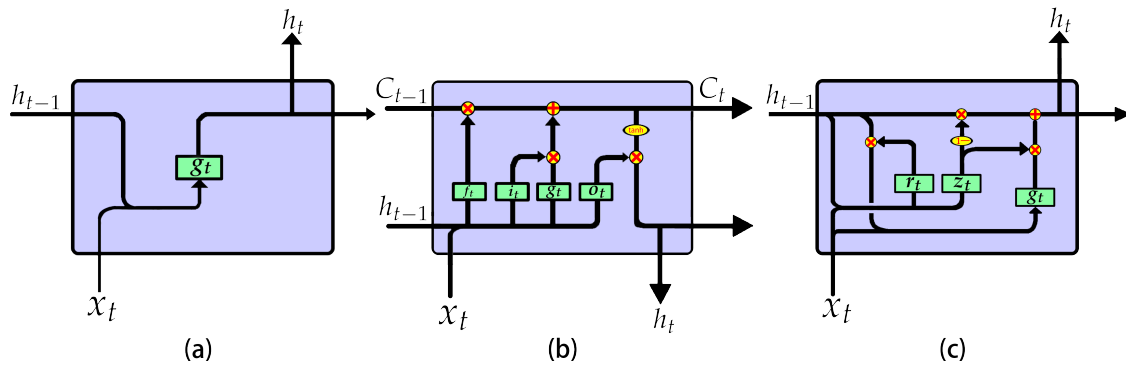 h_t
h_{t-1}
g_t
x_t
(a)
C_{t-1}
C_t
×
+
tanh
×
×
f_t
i_t
g_t
o_t
h_{t-1}
x_t
h_t
(b)
h_t
h_{t-1}
×
+
×
1−
×
r_t
z_t
g_t
x_t
(c)